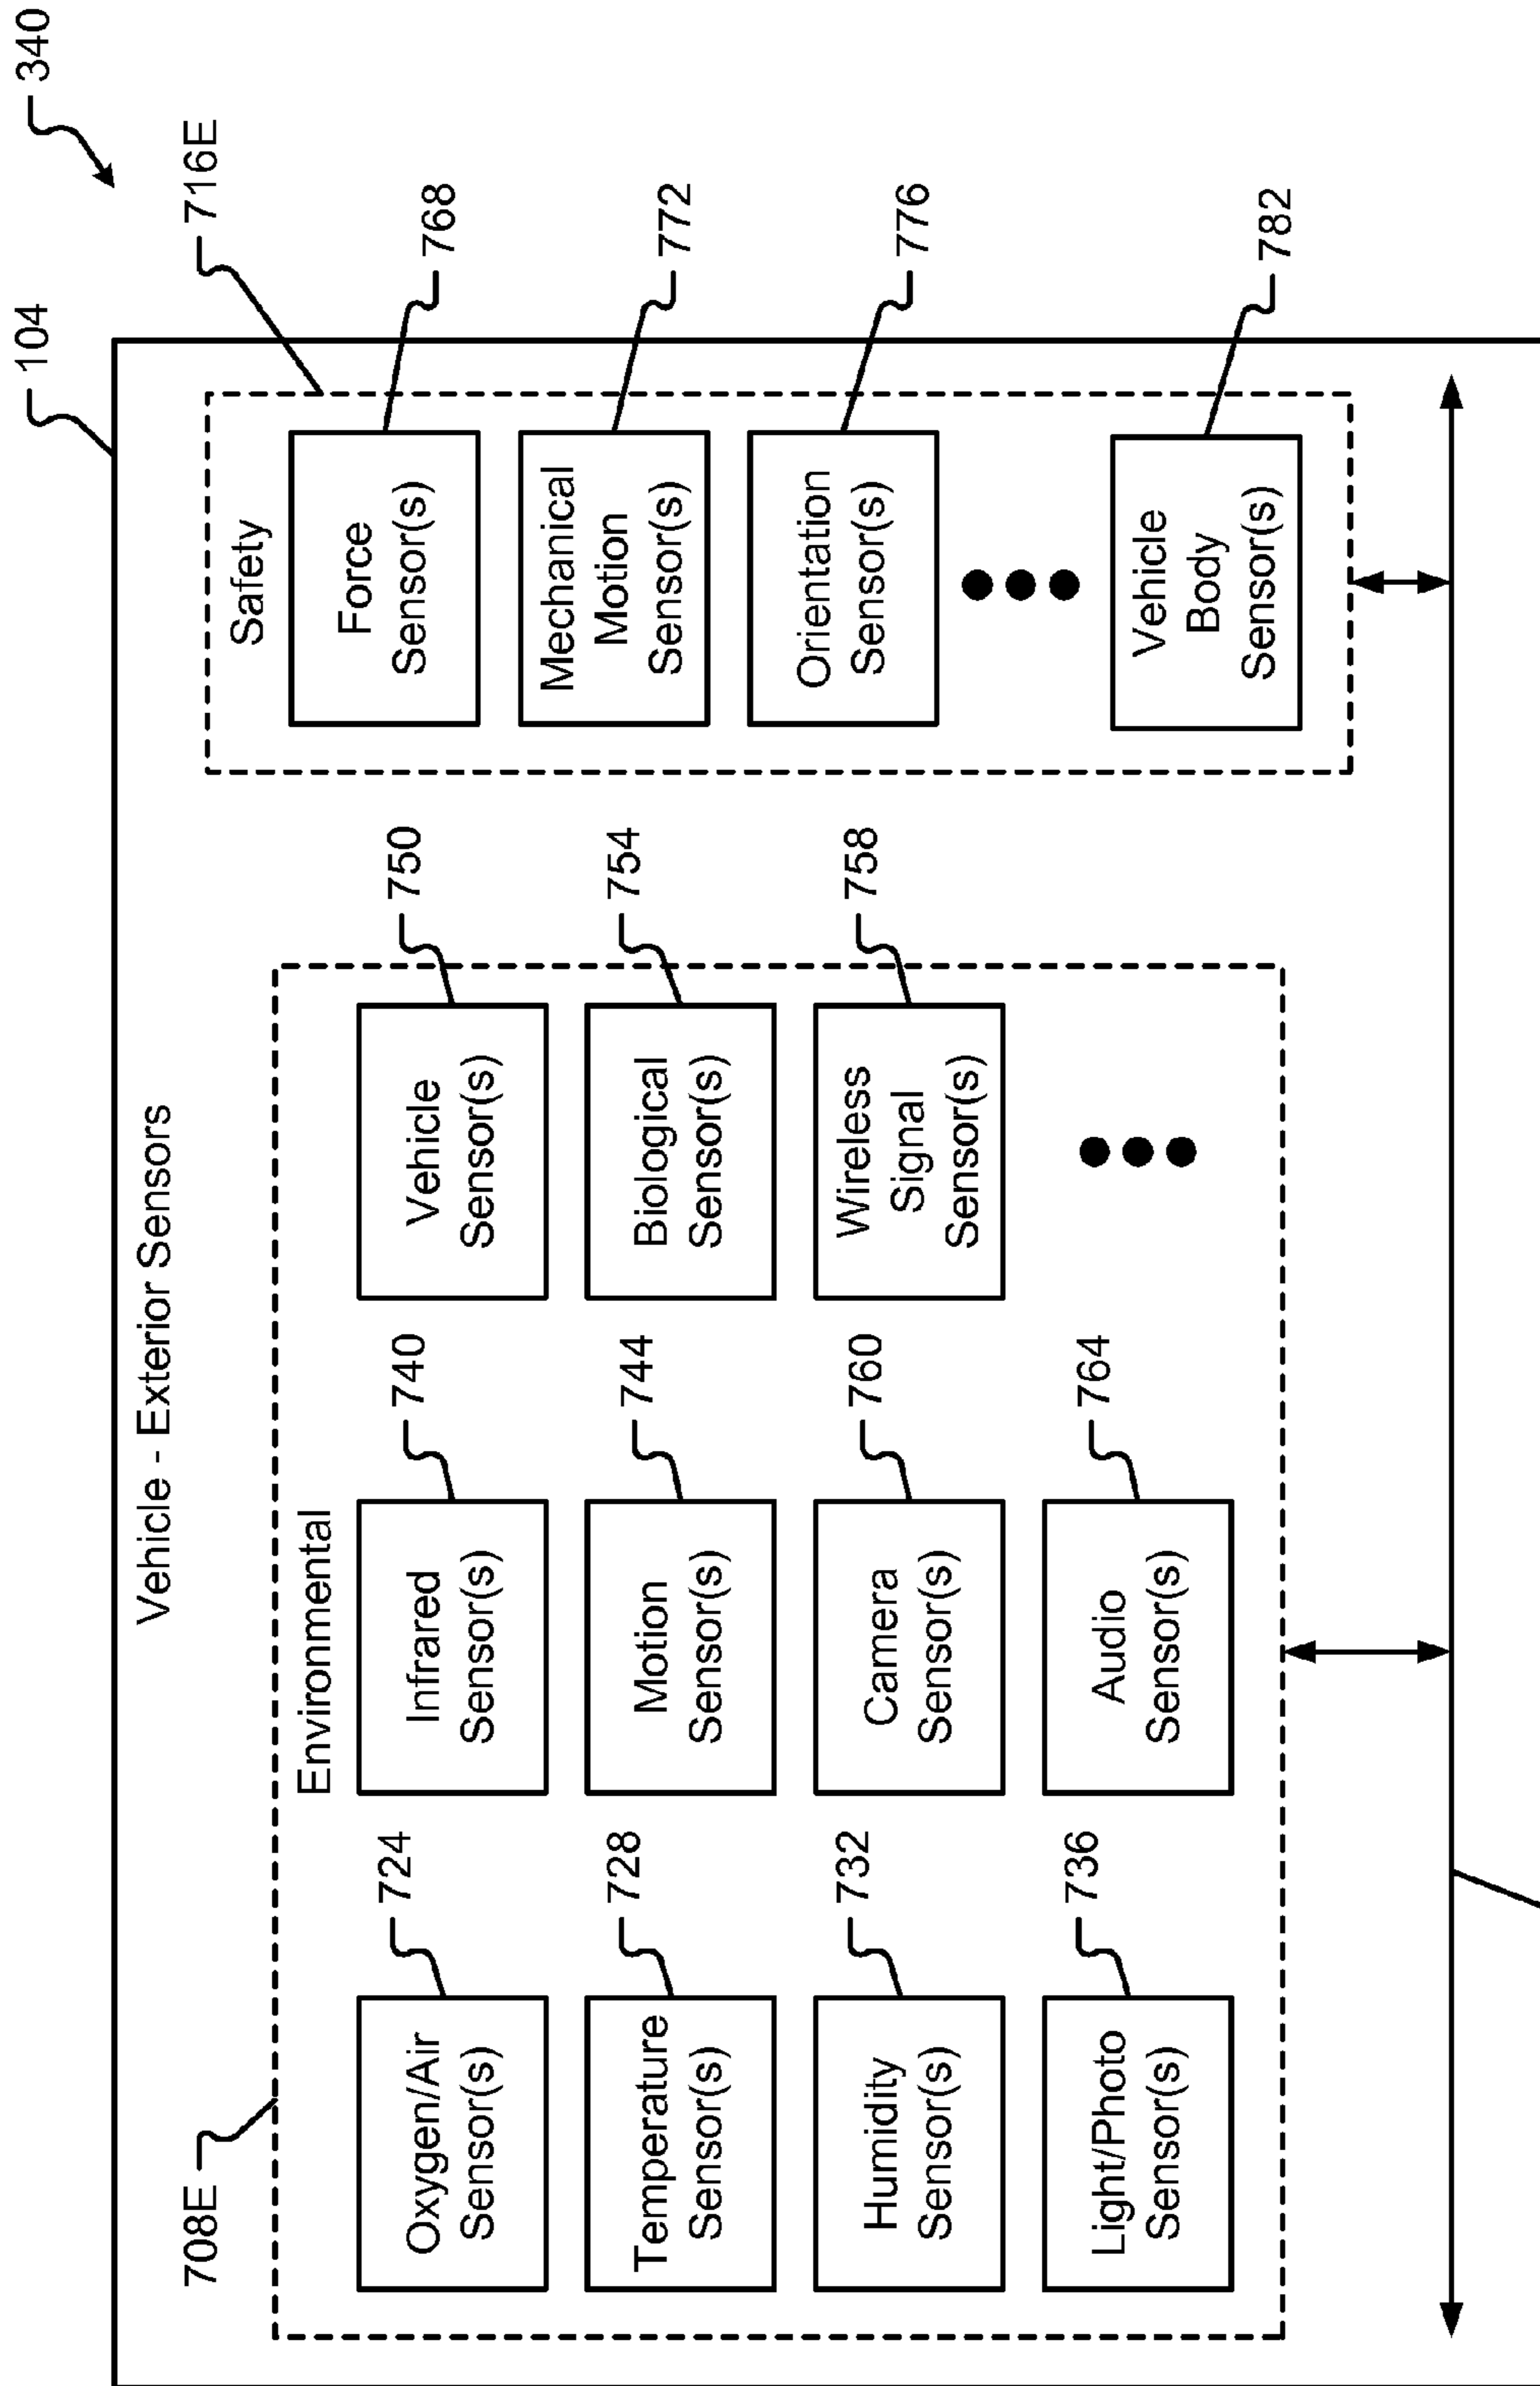 340
104
Vehicle - Exterior Sensors
708E
Environmental
Oxygen/Air
Sensor(s)
724
Temperature
Sensor(s)
728
Humidity
Sensor(s)
732
Light/Photo
Sensor(s)
736
Infrared
Sensor(s)
740
Motion
Sensor(s)
744
Camera
Sensor(s)
760
Audio
Sensor(s)
764
Vehicle
Sensor(s)
750
Biological
Sensor(s)
754
Wireless
Signal
Sensor(s)
758
716E
Safety
Force
Sensor(s)
768
Mechanical
Motion
Sensor(s)
772
Orientation
Sensor(s)
776
Vehicle
Body
Sensor(s)
782